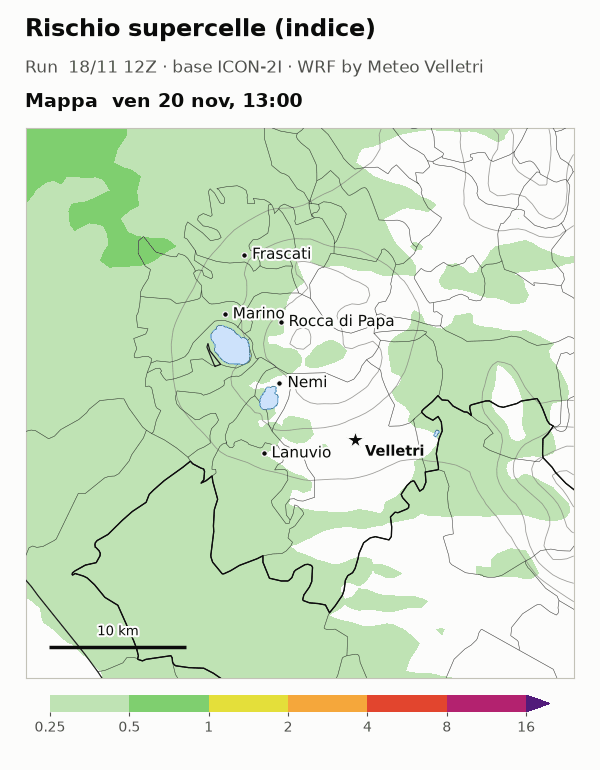 Rischio supercelle (indice)
Run  18/11 12Z · base ICON-2I · WRF by Meteo Velletri
Mappa  ven 20 nov, 13:00
Frascati
Marino
Rocca di Papa
Nemi
Velletri
Lanuvio
10 km
0.25 0.5 1 2 4 8 16